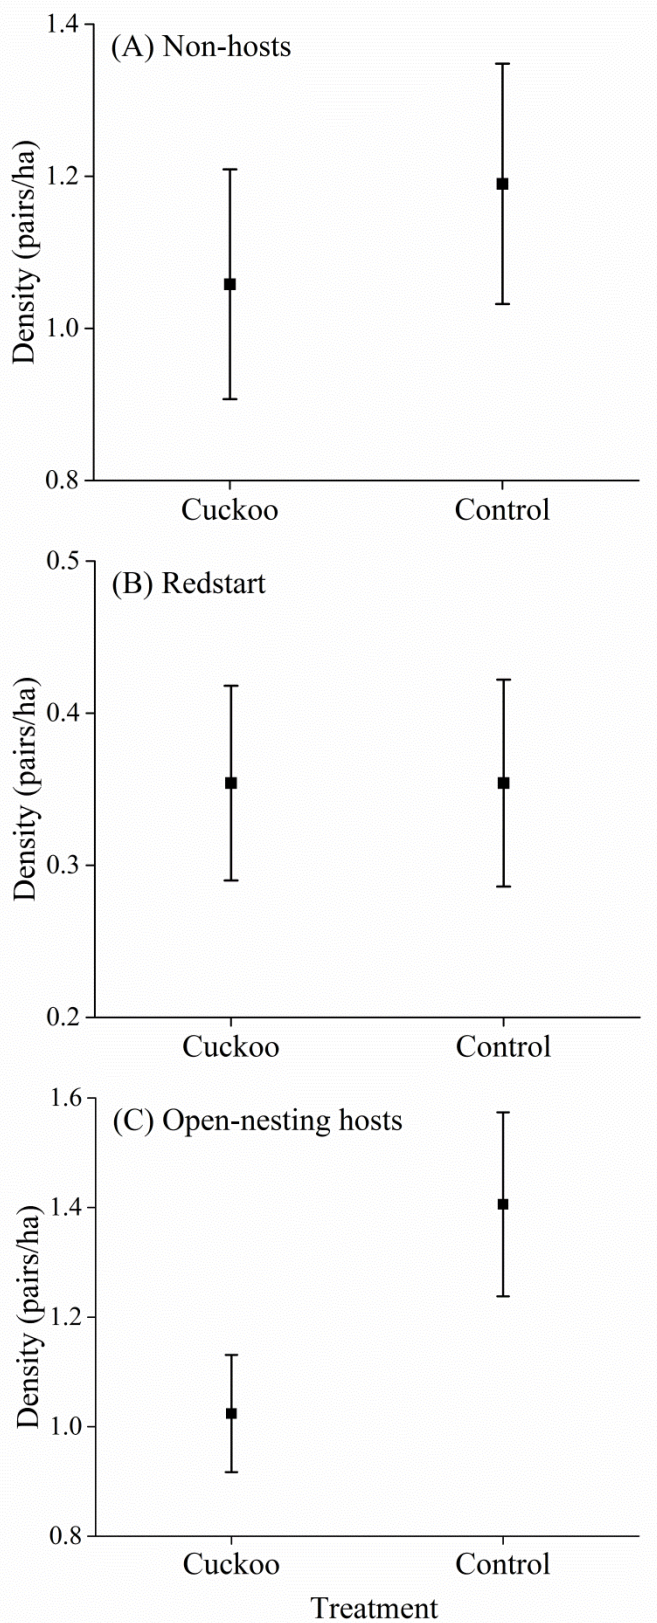 (A) Non-hosts
Density (pairs/ha)
1.4
1.2
1.0
0.8
Cuckoo Control
(B) Redstart
Density (pairs/ha)
0.5
0.4
0.3
0.2
Cuckoo Control
(C) Open-nesting hosts
Density (pairs/ha)
1.6
1.4
1.2
1.0
0.8
Cuckoo Control
Treatment